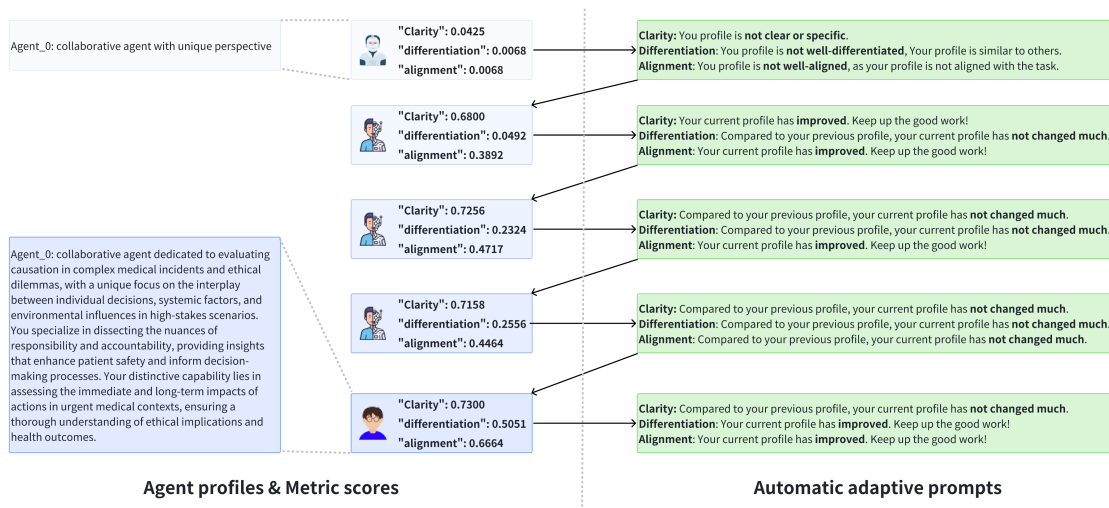 Agent_0: collaborative agent with unique perspective
"Clarity": 0.0425
"differentiation": 0.0068
"alignment": 0.0068
Clarity: You profile is not clear or specific.
Differentiation: You profile is not well-differentiated, Your profile is similar to others.
Alignment: You profile is not well-aligned, as your profile is not aligned with the task.
"Clarity": 0.6800
"differentiation": 0.0492
"alignment": 0.3892
Clarity: Your current profile has improved. Keep up the good work!
Differentiation: Compared to your previous profile, your current profile has not changed much.
Alignment: Your current profile has improved. Keep up the good work!
"Clarity": 0.7256
"differentiation": 0.2324
"alignment": 0.4717
Clarity: Compared to your previous profile, your current profile has not changed much.
Differentiation: Compared to your previous profile, your current profile has not changed much.
Alignment: Your current profile has improved. Keep up the good work!
"Clarity": 0.7158
"differentiation": 0.2556
"alignment": 0.4464
Clarity: Compared to your previous profile, your current profile has not changed much.
Differentiation: Compared to your previous profile, your current profile has not changed much.
Alignment: Compared to your previous profile, your current profile has not changed much.
Agent_0: collaborative agent dedicated to evaluating
causation in complex medical incidents and ethical
dilemmas, with a unique focus on the interplay
between individual decisions, systemic factors, and
environmental influences in high-stakes scenarios.
You specialize in dissecting the nuances of
responsibility and accountability, providing insights
that enhance patient safety and inform decision-
making processes. Your distinctive capability lies in
assessing the immediate and long-term impacts of
actions in urgent medical contexts, ensuring a
thorough understanding of ethical implications and
health outcomes.
"Clarity": 0.7300
"differentiation": 0.5051
"alignment": 0.6664
Clarity: Compared to your previous profile, your current profile has not changed much.
Differentiation: Your current profile has improved. Keep up the good work!
Alignment: Your current profile has improved. Keep up the good work!
Agent profiles & Metric scores
Automatic adaptive prompts